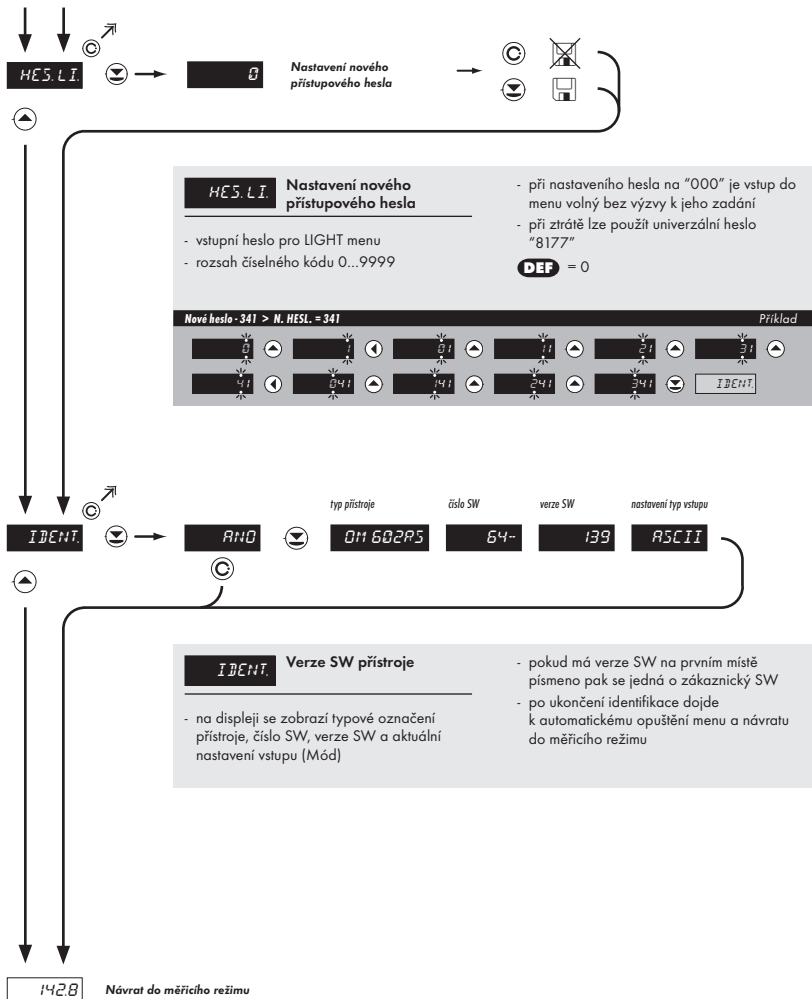 HES. LI.
0
Nastavení nového
přístupového hesla
HES. LI.
Nastavení nového
přístupového hesla
- vstupní heslo pro LIGHT menu
- rozsah číselného kódu 0...9999
- při nastaveního hesla na “000” je vstup do
menu volný bez výzvy k jeho zadání
- při ztrátě lze použít univerzální heslo
“8177”
DEF = 0
Nové heslo - 341 > N. HESL. = 341
Příklad
0 1 01 11 21 31
41 041 141 241 341 IDENT.
typ přístroje číslo SW verze SW nastavení typ vstupu
IDENT. ANO OM 602RS 64-- 139 ASCII
IDENT.
Verze SW přístroje
- na displeji se zobrazí typové označení
přístroje, číslo SW, verze SW a aktuální
nastavení vstupu (Mód)
- pokud má verze SW na prvním místě
písmeno pak se jedná o zákaznický SW
- po ukončení identifikace dojde
k automatickému opuštění menu a návratu
do měřicího režimu
142.8 Návrat do měřicího režimu